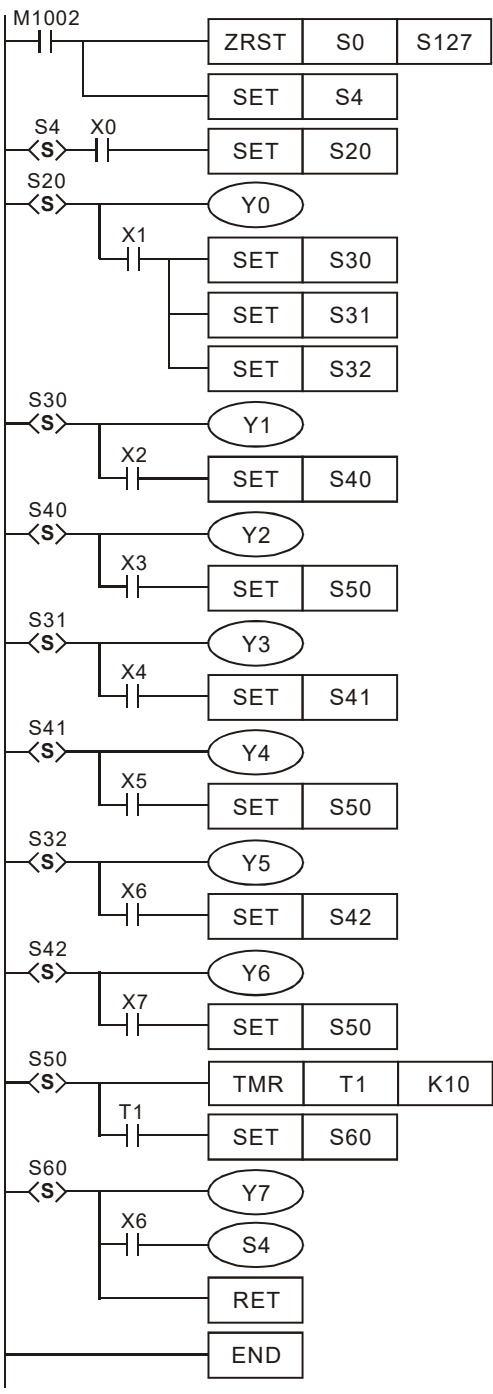 M1002
ZRST S0 S127
SET S4
S4 X0
S SET S20
S20
S Y0
X1
SET S30
SET S31
SET S32
S30
S Y1
X2
SET S40
S40
S Y2
X3
SET S50
S31
S Y3
X4
SET S41
S41
S Y4
X5
SET S50
S32
S Y5
X6
SET S42
S42
S Y6
X7
SET S50
S50
S TMR T1 K10
T1
SET S60
S60
S Y7
X6
S4
RET
END